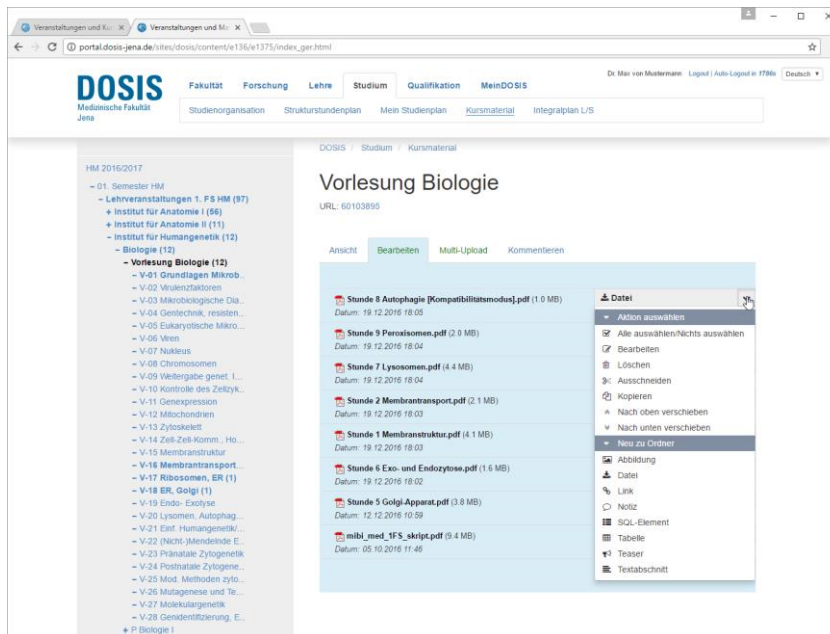 Veranstaltungen und Ku
Veranstaltungen und Ma
portal.dosis-jena.de/sites/dosis/content/e136/e1375/index_ger.html
Dr. Max von Mustermann Logout | Auto-Logout in 1786s Deutsch
DOSIS
Medizinische Fakultät
Jena
Fakultät Forschung Lehre Studium Qualifikation MeinDOSIS
Studienorganisation Strukturstundenplan Mein Studienplan Kursmaterial Integralplan L/S
DOSIS / Studium / Kursmaterial
HM 2016/2017
– 01. Semester HM
– Lehrveranstaltungen 1. FS HM (97)
+ Institut für Anatomie I (56)
+ Institut für Anatomie II (11)
– Institut für Humangenetik (12)
– Biologie (12)
– Vorlesung Biologie (12)
– V-01 Grundlagen Mikrob..
– V-02 Virulenzfaktoren
– V-03 Mikrobiologische Dia..
– V-04 Gentechnik, resisten..
– V-05 Eukaryotische Mikro...
– V-06 Viren
– V-07 Nukleus
– V-08 Chromosomen
– V-09 Weitergabe genet. I...
– V-10 Kontrolle des Zellzyk..
– V-11 Genexpression
– V-12 Mitochondrien
– V-13 Zytoskelett
– V-14 Zell-Zell-Komm., Ho...
– V-15 Membranstruktur
– V-16 Membrantransport...
– V-17 Ribosomen, ER (1)
– V-18 ER, Golgi (1)
– V-19 Endo- Exotyse
– V-20 Lysomen, Autophag...
– V-21 Einf. Humangenetik/...
– V-22 (Nicht-)Mendelnde E...
– V-23 Pränatale Zytogenetik
– V-24 Postnatale Zytogene..
– V-25 Mod. Methoden zyto...
– V-26 Mutagenese und Te...
– V-27 Molekulargenetik
– V-28 Genidentifizierung, E..
+ P Biologie I
Vorlesung Biologie
URL: 60103895
Ansicht Bearbeiten Multi-Upload Kommentieren
Stunde 8 Autophagie [Kompatibilitätsmodus].pdf (1.0 MB)
Datum: 19.12.2016 18:05
Stunde 9 Peroxisomen.pdf (2.0 MB)
Datum: 19.12.2016 18:04
Stunde 7 Lysosomen.pdf (4.4 MB)
Datum: 19.12.2016 18:04
Stunde 2 Membrantransport.pdf (2.1 MB)
Datum: 19.12.2016 18:03
Stunde 1 Membranstruktur.pdf (4.1 MB)
Datum: 19.12.2016 18:03
Stunde 6 Exo- und Endozytose.pdf (1.6 MB)
Datum: 19.12.2016 18:02
Stunde 5 Golgi-Apparat.pdf (3.8 MB)
Datum: 12.12.2016 10:59
mibi_med_1FS_skript.pdf (9.4 MB)
Datum: 05.10.2016 11:46
Datei
Aktion auswählen
Alle auswählen/Nichts auswählen
Bearbeiten
Löschen
Ausschneiden
Kopieren
Nach oben verschieben
Nach unten verschieben
Neu zu Ordner
Abbildung
Datei
Link
Notiz
SQL-Element
Tabelle
Teaser
Textabschnitt